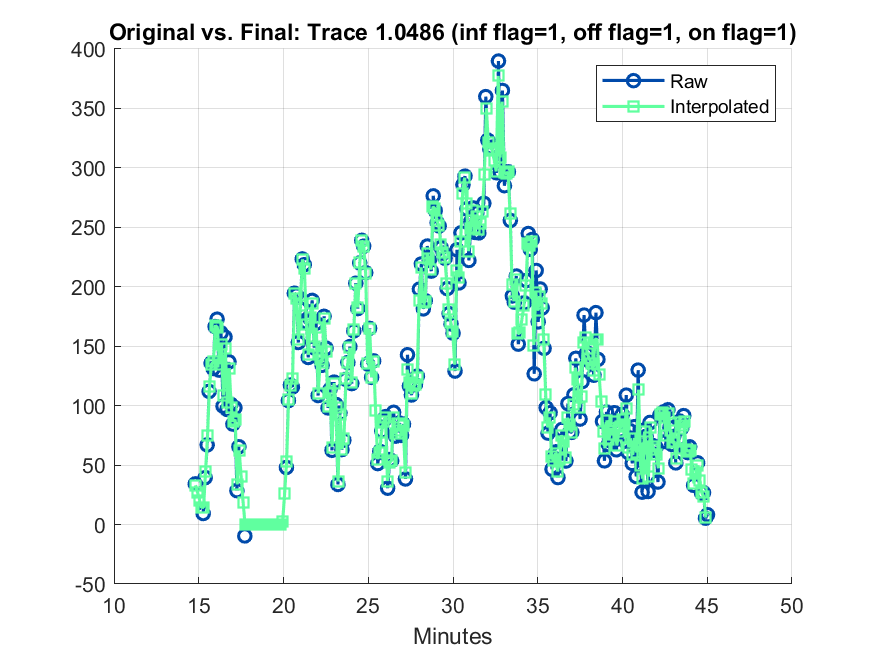 Original vs. Final: Trace 1.0486 (inf flag=1, off flag=1, on flag=1)
400
350
300
250
200
150
100
50
0
-50
Raw
Interpolated
10 15 20 25 30 35 40 45 50
Minutes